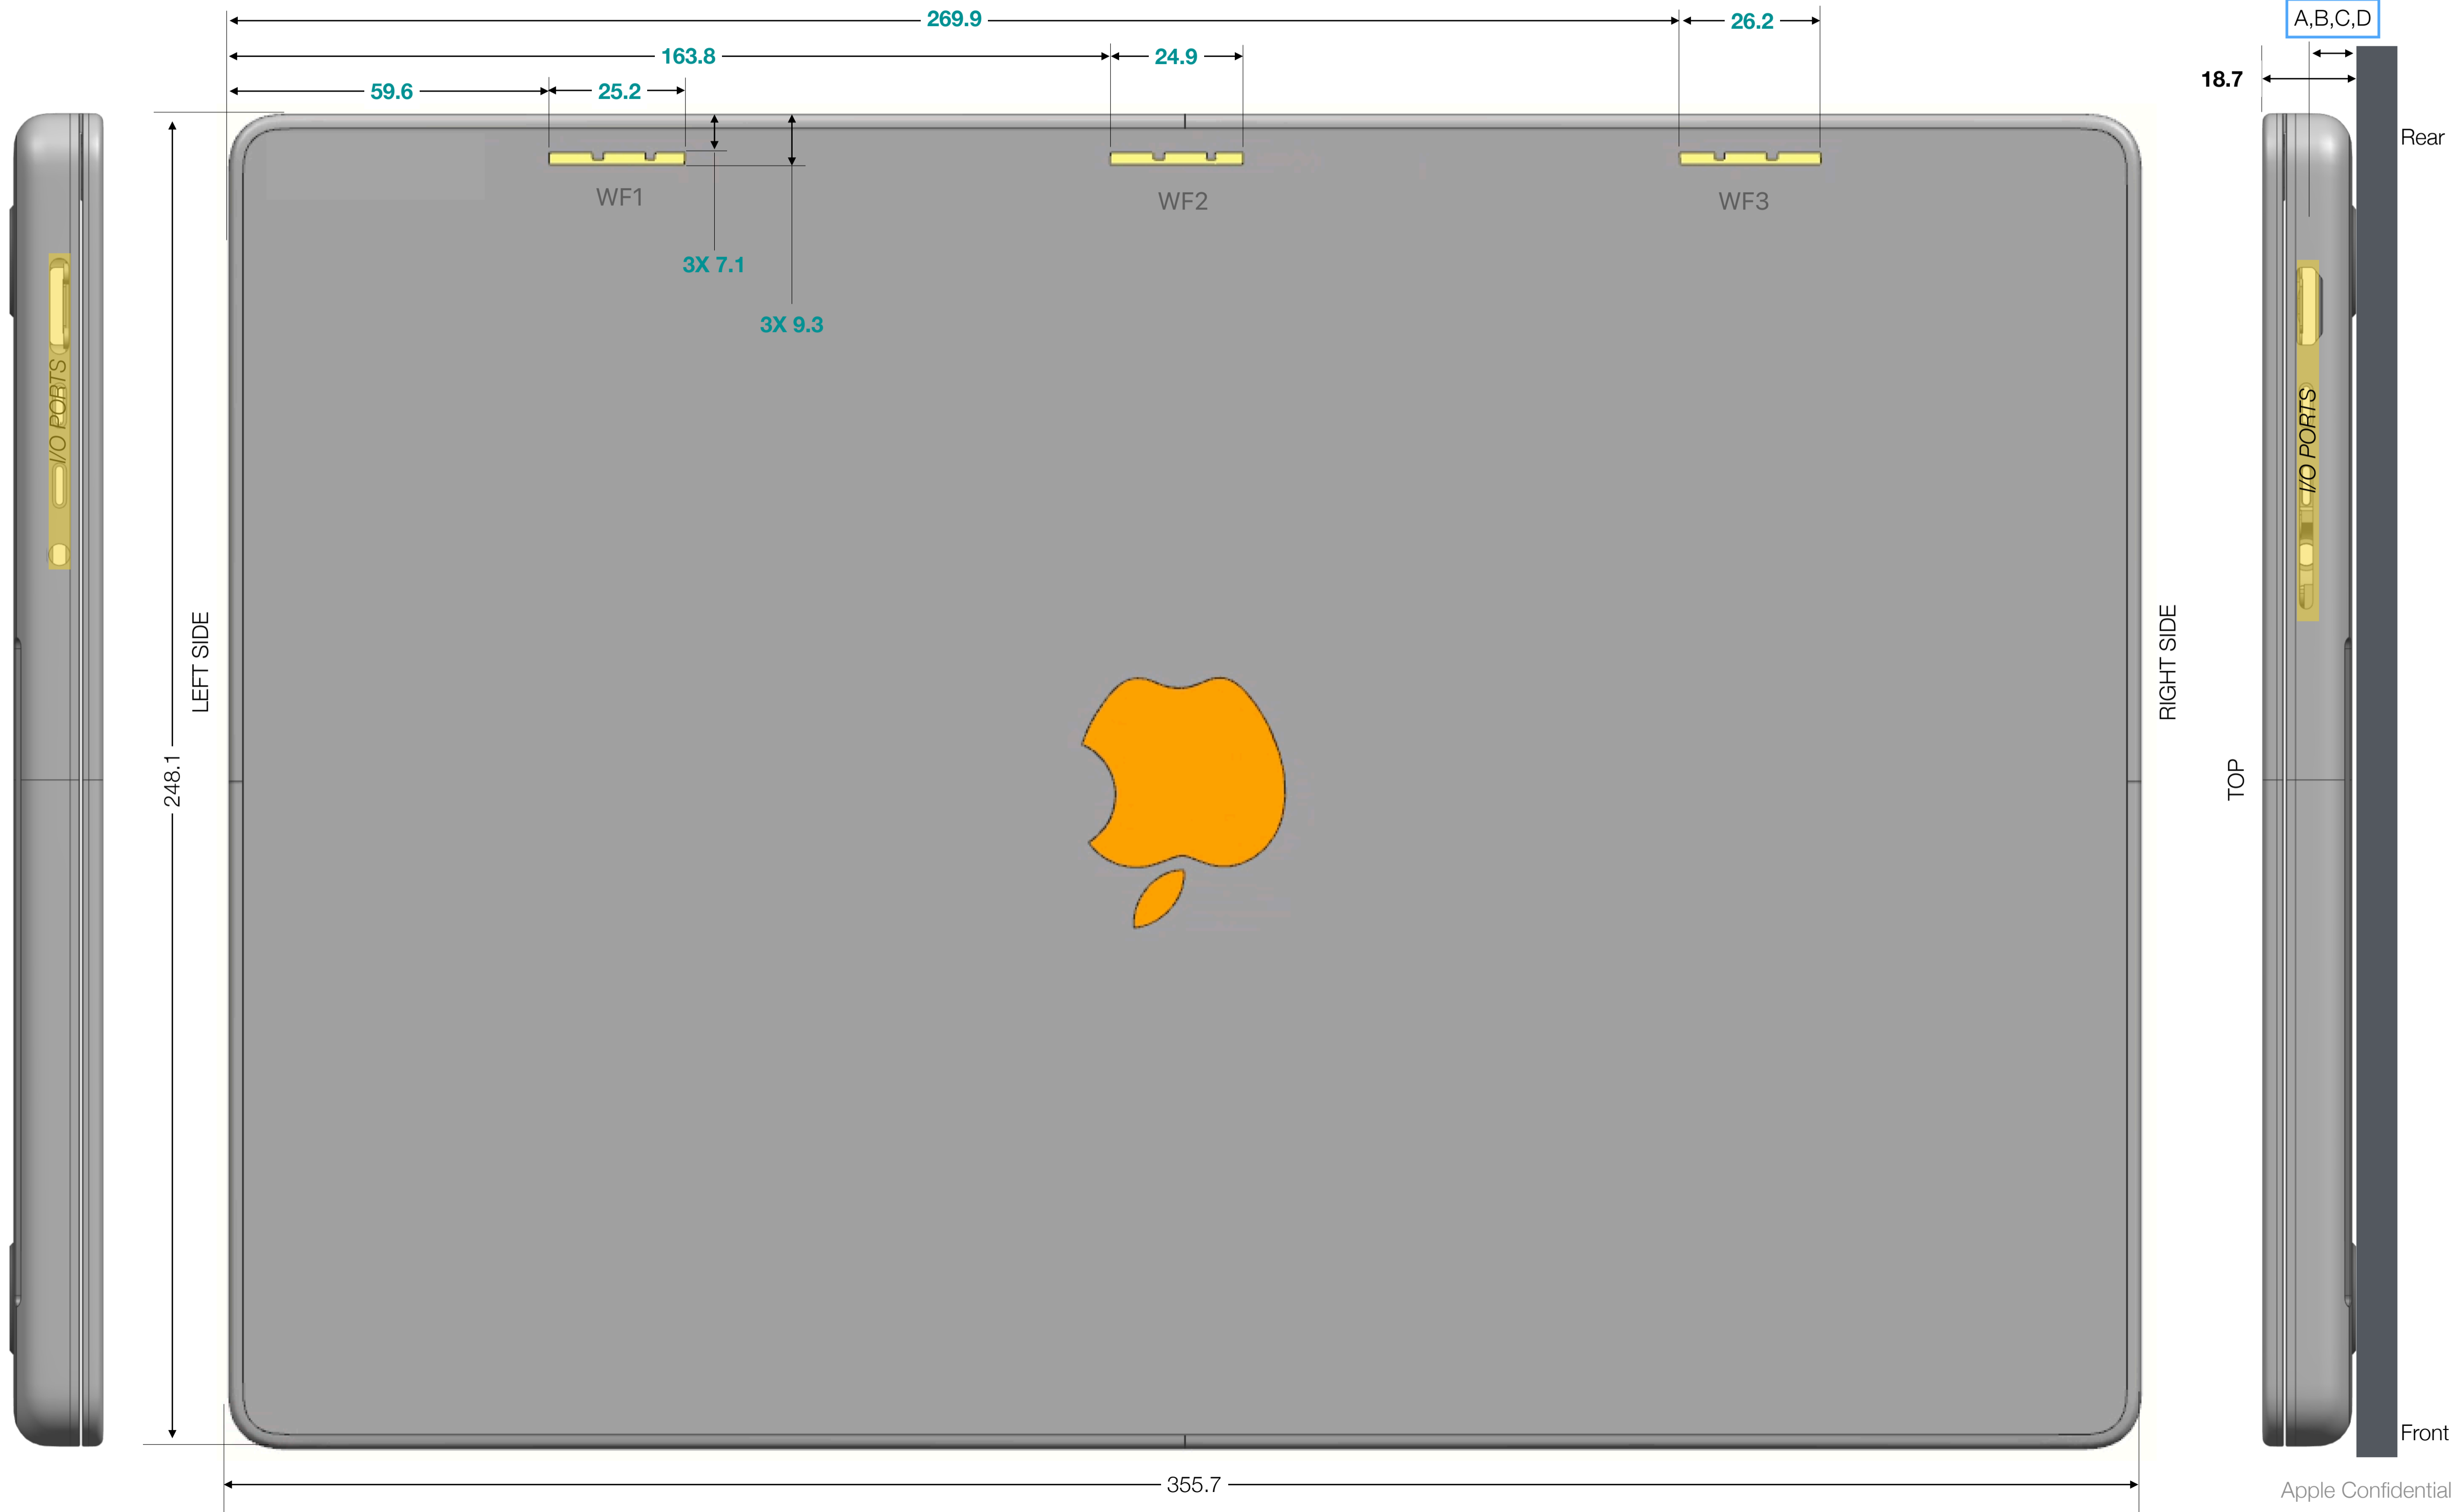 269.9
26.2
A,B,C,D
163.8
24.9
18.7
59.6
25.2
Rear
WF1
WF2
WF3
3X 7.1
3X 9.3
I/O PORTS
I/O PORTS
LEFT SIDE
RIGHT SIDE
248.1
TOP
Front
355.7
Apple Confidential